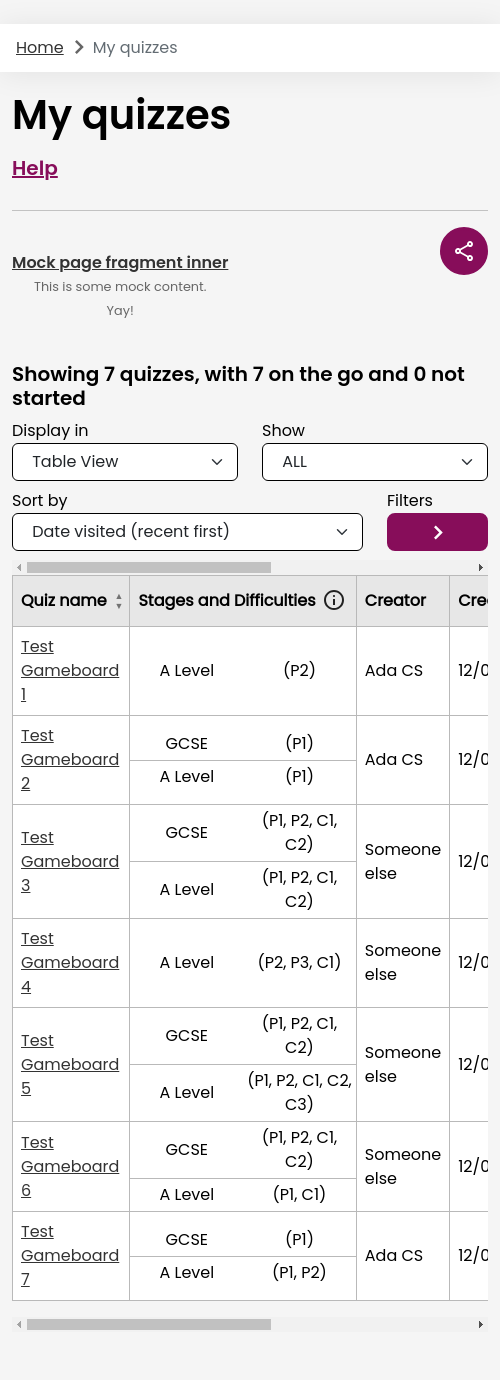 Home > My quizzes
My quizzes
Help
Mock page fragment inner
This is some mock content.
Yay!
Showing 7 quizzes, with 7 on the go and 0 not
started
Display in Show
Table View ALL
Sort by Filters
Date visited (recent first)
Quiz name Stages and Difficulties Creator
Test
Gameboard
1
A Level (P2)
Ada CS
12/0
Test
Gameboard
2
GCSE (P1)
A Level (P1)
Ada CS
12/0
Test
Gameboard
3
GCSE (P1, P2, C1,
C2)
A Level (P1, P2, C1,
C2)
Someone
else
12/0
Test
Gameboard
4
A Level (P2, P3, C1)
Someone
else
12/0
Test
Gameboard
5
GCSE (P1, P2, C1,
C2)
A Level (P1, P2, C1, C2,
C3)
Someone
else
12/0
Test
Gameboard
6
GCSE (P1, P2, C1,
C2)
A Level (P1, C1)
Someone
else
12/0
Test
Gameboard
7
GCSE (P1)
A Level (P1, P2)
Ada CS
12/0